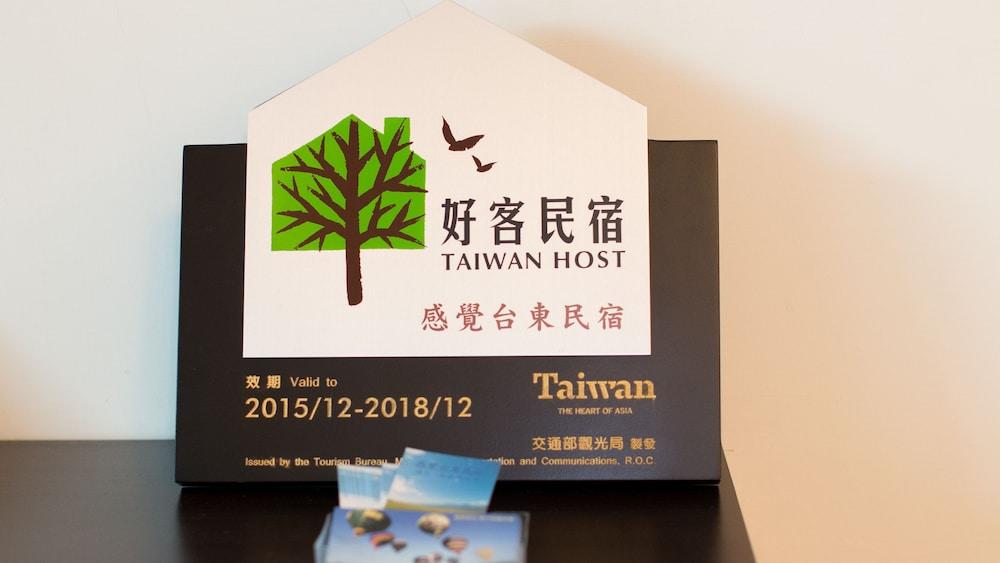 好客民宿
TAIWAN HOST
感覺台東民宿
效期 Valid to
2015/12-2018/12
Taiwan
THE HEART OF ASIA
交通部觀光局 製發
Issued by the Tourism Bureau, and Communications, R.O.C.